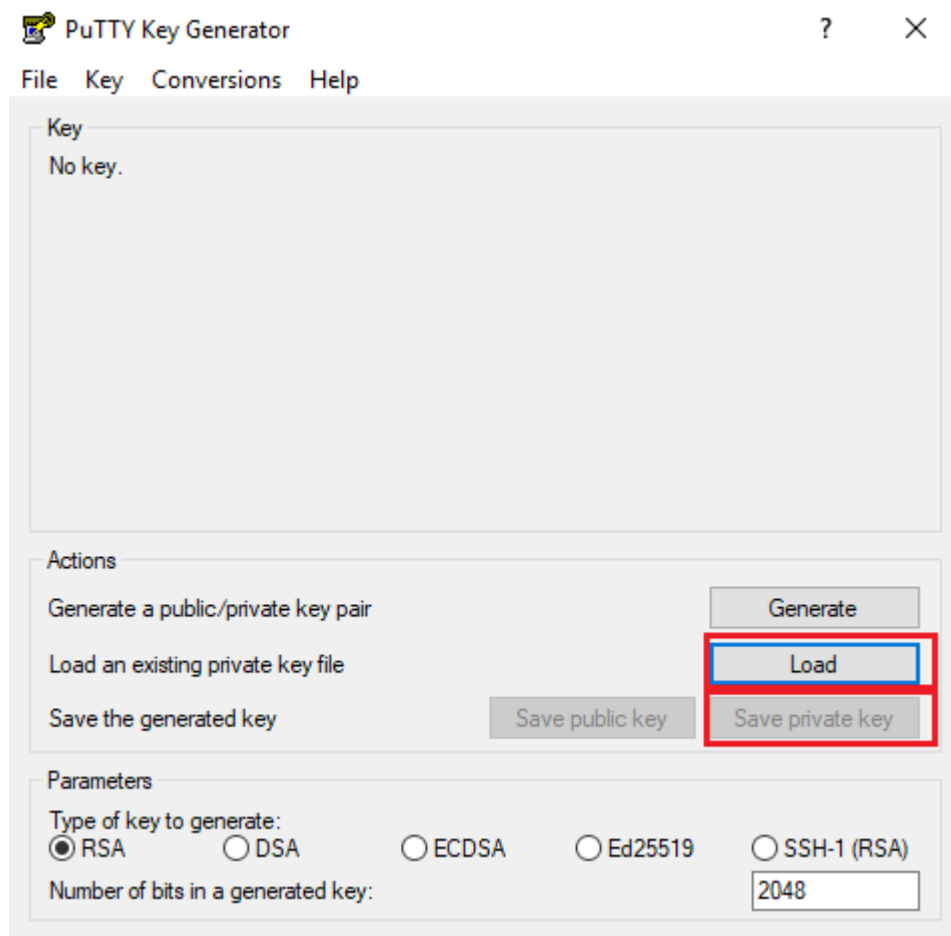 PuTTY Key Generator ?
File Key Conversions Help
Key
No key.
Actions
Generate a public/private key pair Generate
Load an existing private key file Load
Save the generated key Save public key Save private key
Parameters
Type of key to generate:
RSA DSA ECDSA Ed25519 SSH-1 (RSA)
Number of bits in a generated key: 2048